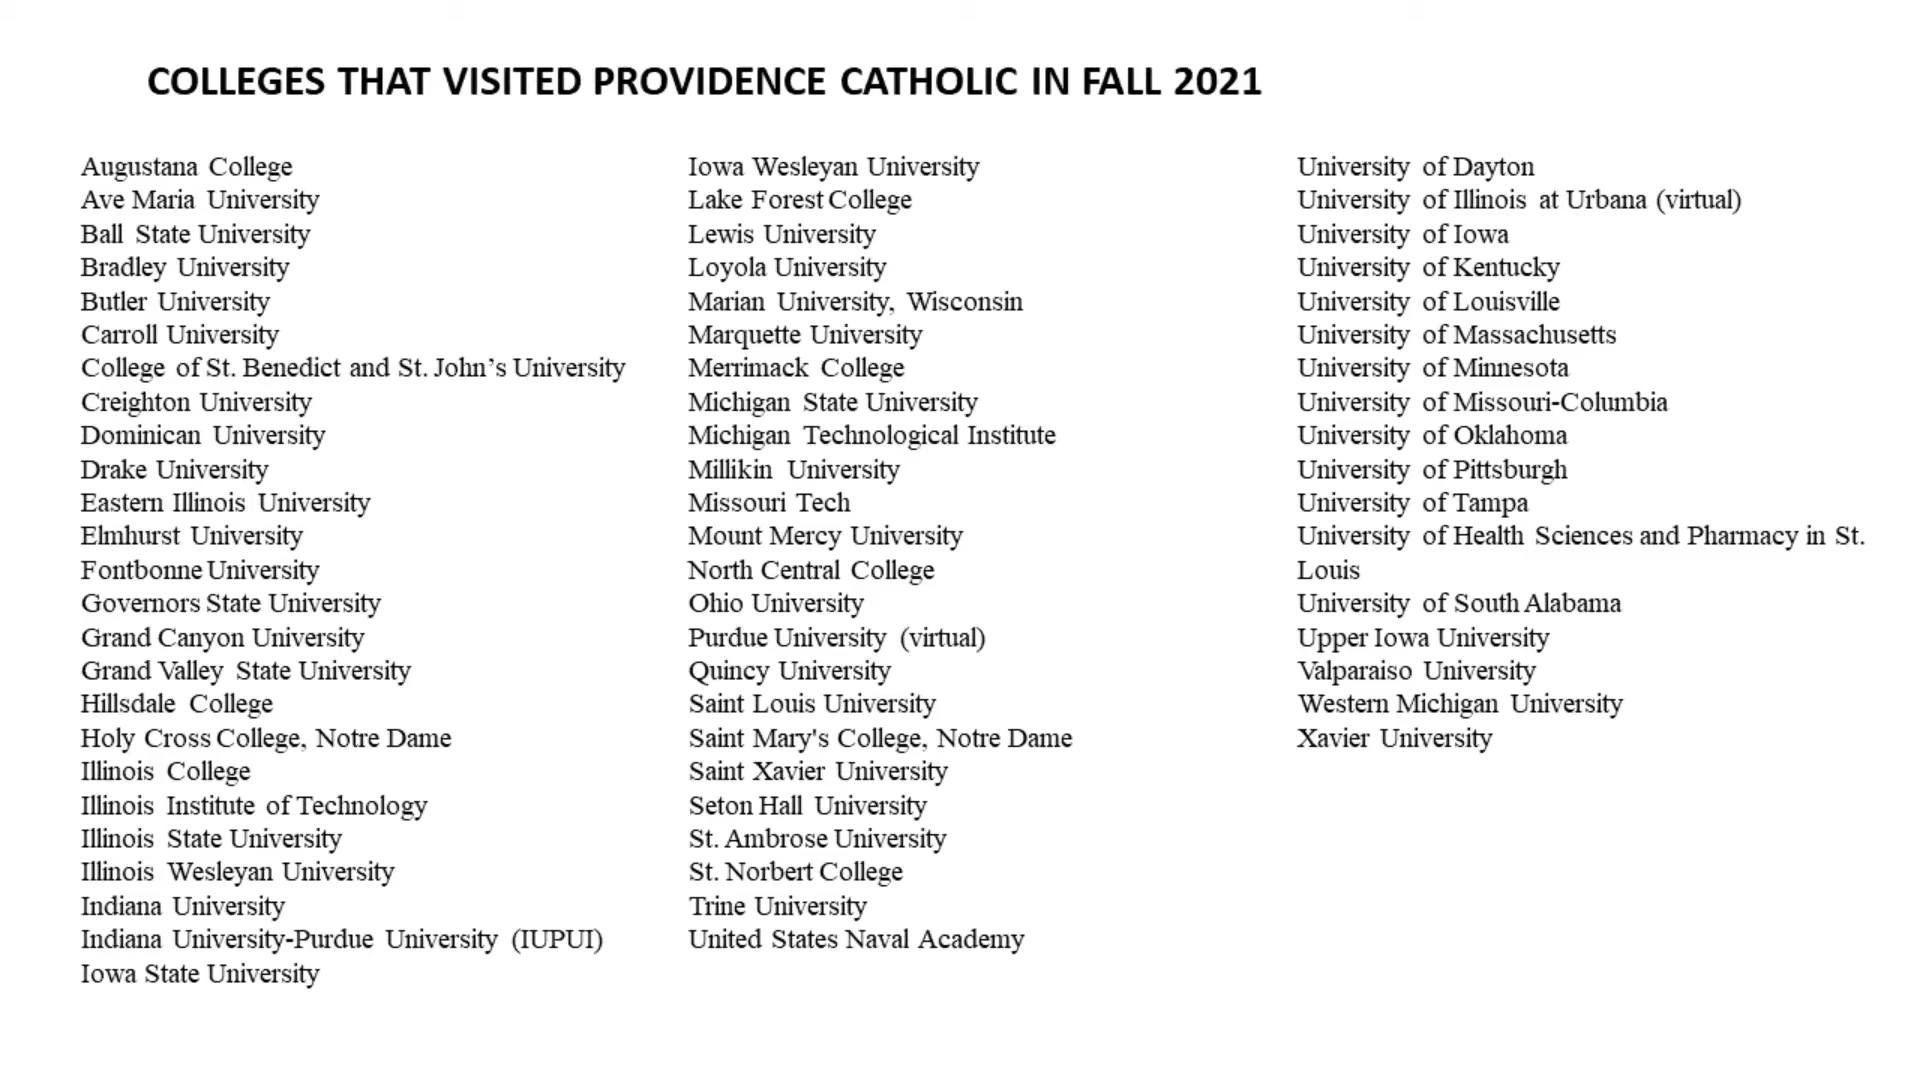 COLLEGES THAT VISITED PROVIDENCE CATHOLIC IN FALL 2021
Augustana College
Ave Maria University
Ball State University
Bradley University
Butler University
Carroll University
College of St. Benedict and St. John’s University
Creighton University
Dominican University
Drake University
Eastern Illinois University
Elmhurst University
Fontbonne University
Governors State University
Grand Canyon University
Grand Valley State University
Hillsdale College
Holy Cross College, Notre Dame
Illinois College
Illinois Institute of Technology
Illinois State University
Illinois Wesleyan University
Indiana University
Indiana University-Purdue University (IUPUI)
Iowa State University
Iowa Wesleyan University
Lake Forest College
Lewis University
Loyola University
Marian University, Wisconsin
Marquette University
Merrimack College
Michigan State University
Michigan Technological Institute
Millikin University
Missouri Tech
Mount Mercy University
North Central College
Ohio University
Purdue University (virtual)
Quincy University
Saint Louis University
Saint Mary's College, Notre Dame
Saint Xavier University
Seton Hall University
St. Ambrose University
St. Norbert College
Trine University
United States Naval Academy
University of Dayton
University of Illinois at Urbana (virtual)
University of Iowa
University of Kentucky
University of Louisville
University of Massachusetts
University of Minnesota
University of Missouri-Columbia
University of Oklahoma
University of Pittsburgh
University of Tampa
University of Health Sciences and Pharmacy in St.
Louis
University of South Alabama
Upper Iowa University
Valparaiso University
Western Michigan University
Xavier University